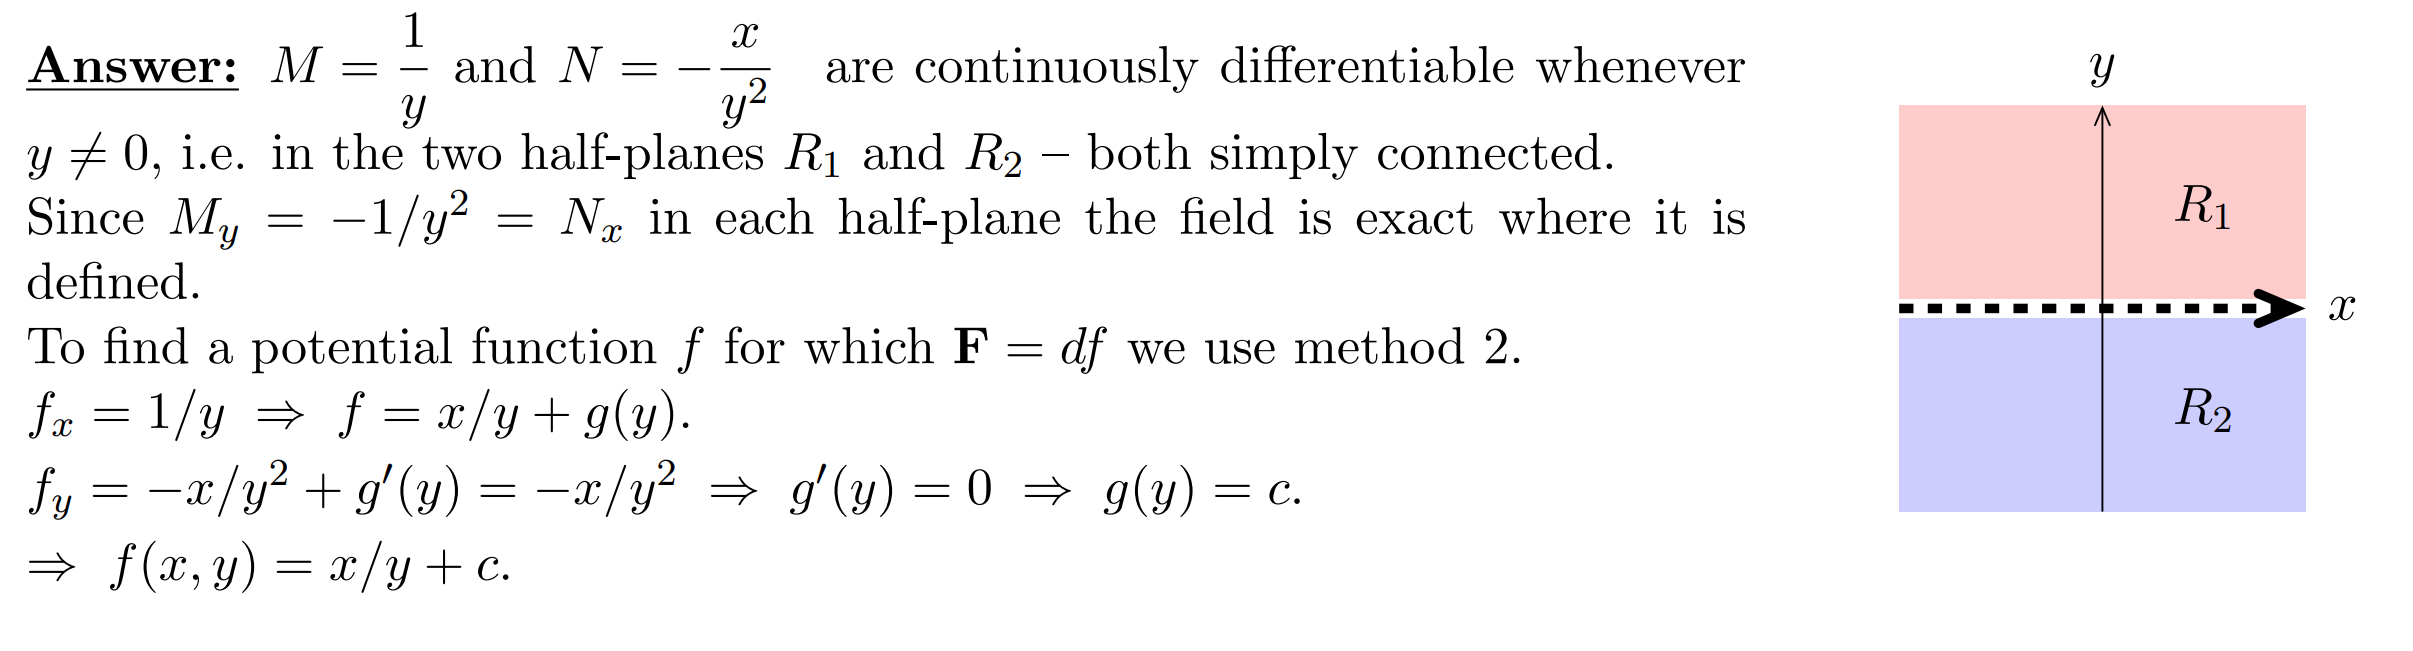 Answer: M = 1/y and N = −x/y² are continuously differentiable whenever
y ≠ 0, i.e. in the two half-planes R₁ and R₂ – both simply connected.
Since M_y = −1/y² = N_x in each half-plane the field is exact where it is
defined.
To find a potential function f for which F = df we use method 2.
f_x = 1/y ⇒ f = x/y + g(y).
f_y = −x/y² + g′(y) = −x/y² ⇒ g′(y) = 0 ⇒ g(y) = c.
⇒ f(x, y) = x/y + c.
y
R₁
x
R₂